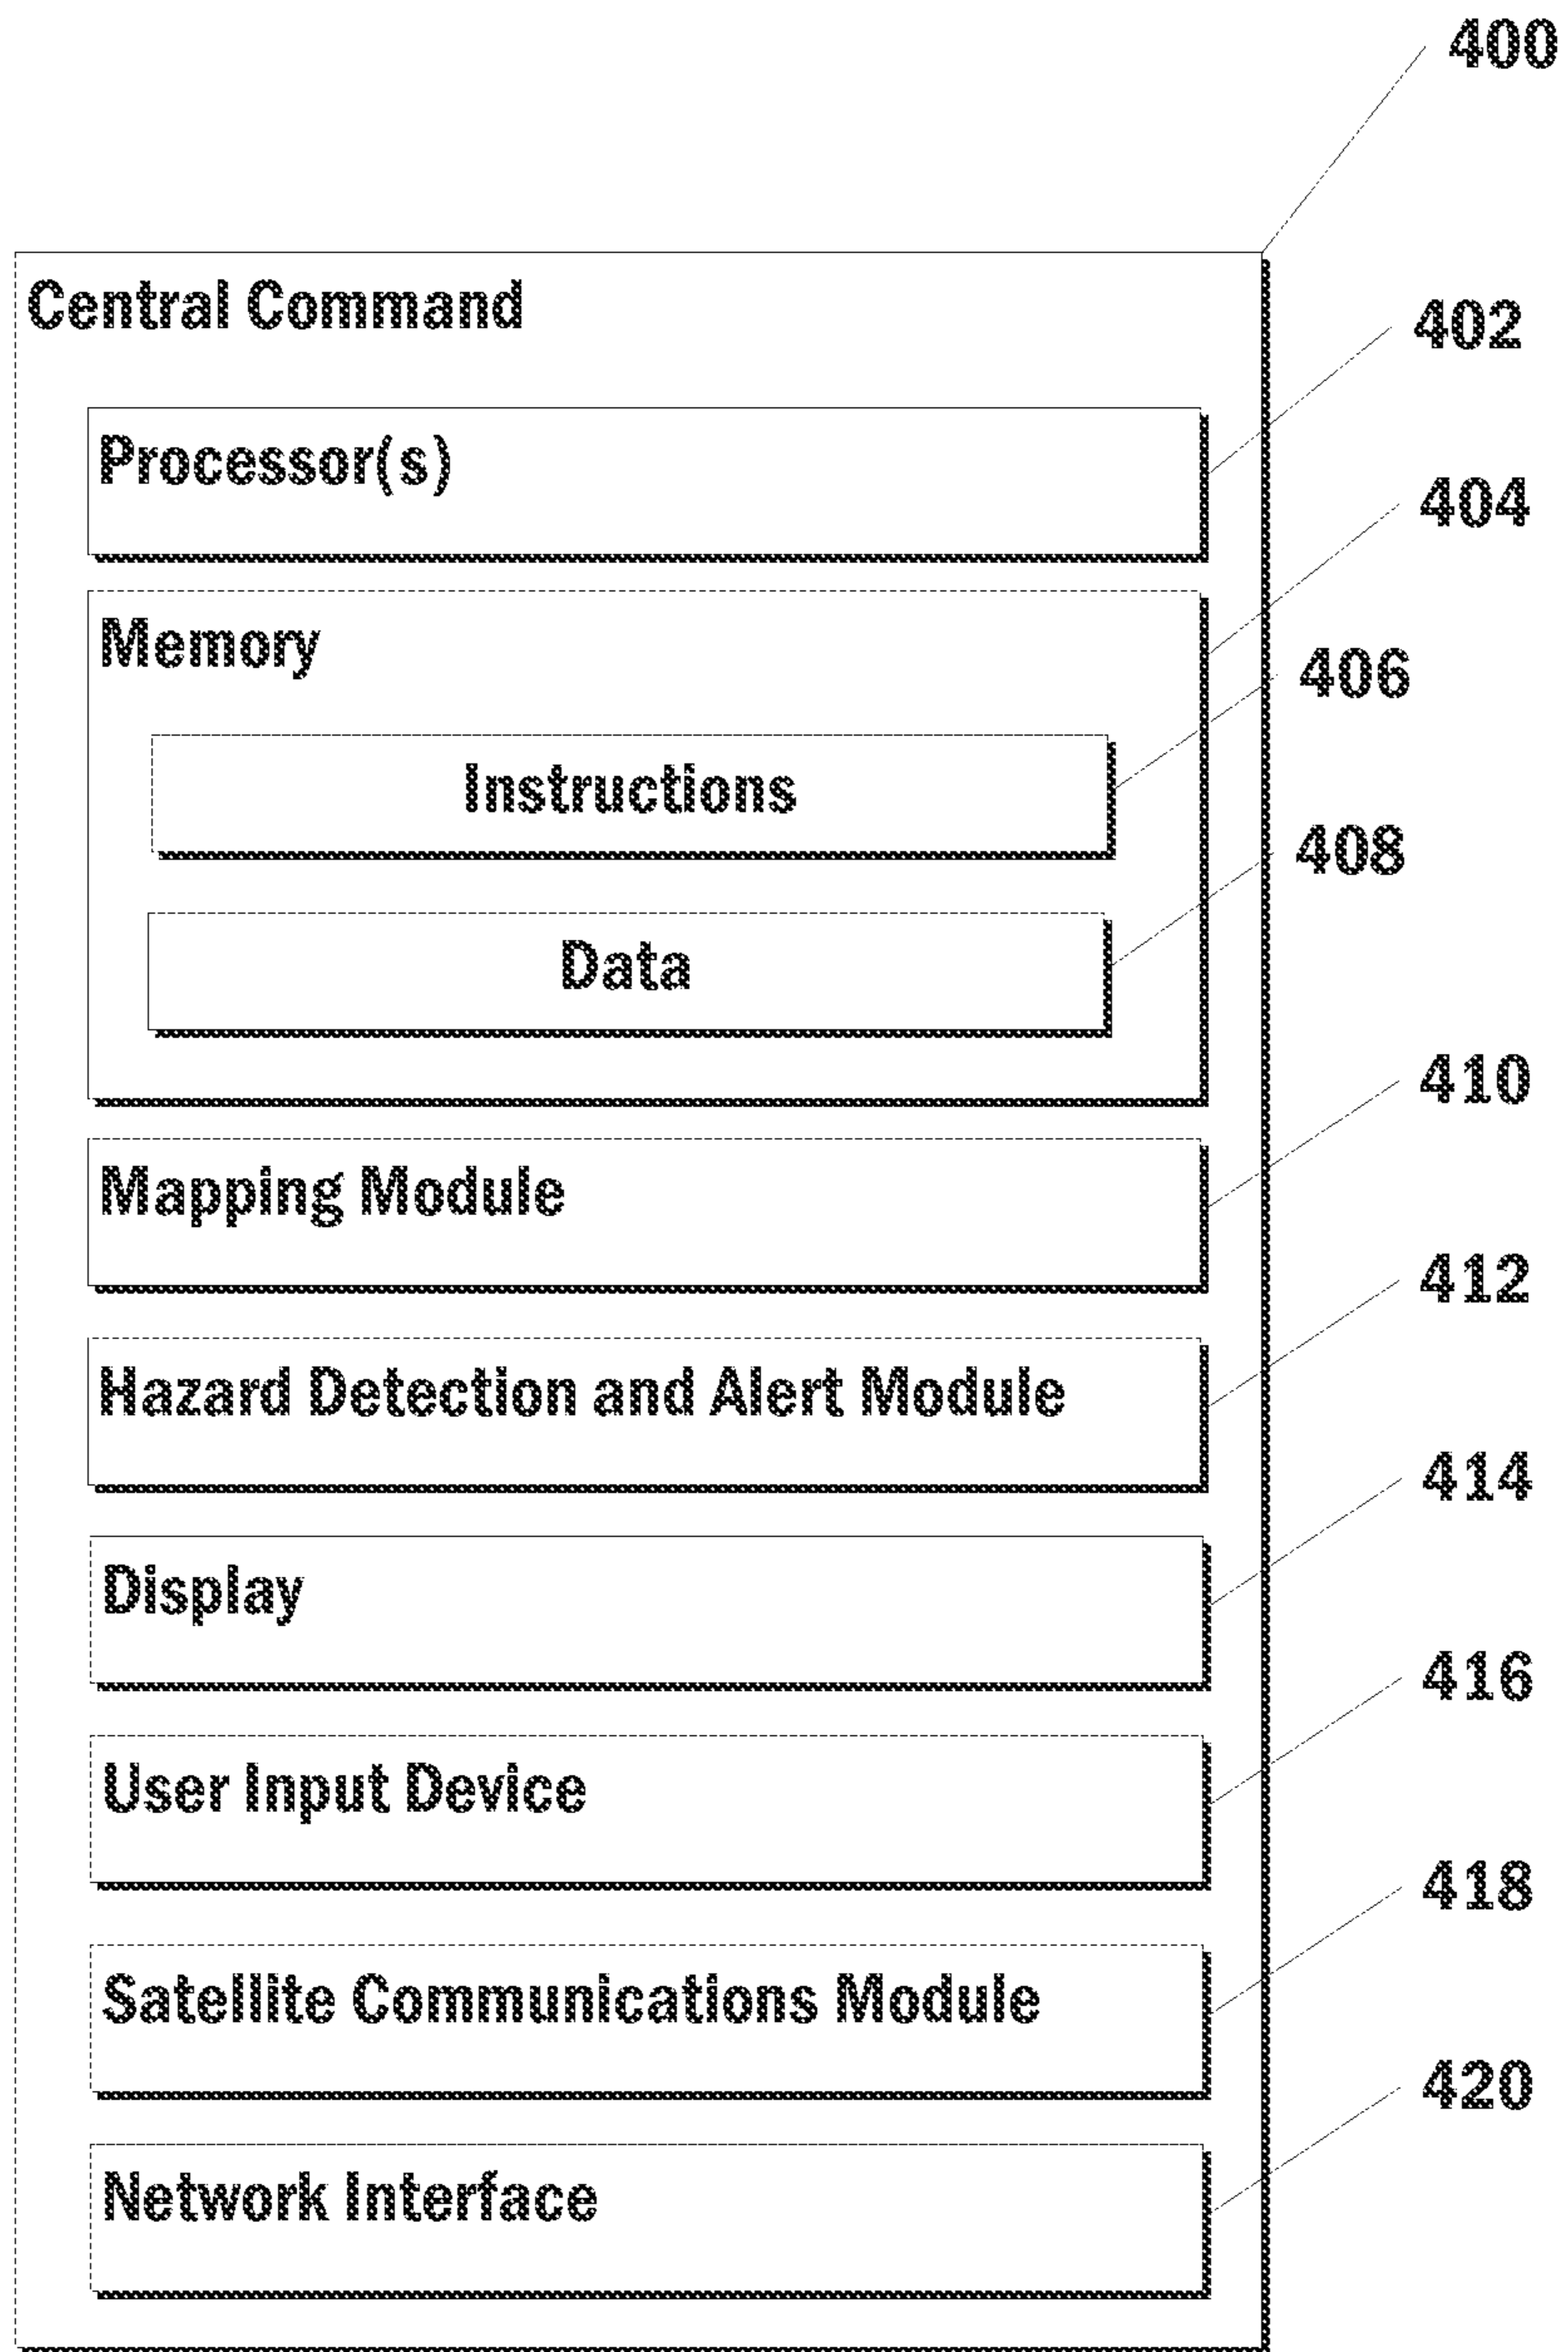 400
Central Command
402
Processor(s)
404
Memory
406
Instructions
408
Data
410
Mapping Module
412
Hazard Detection and Alert Module
414
Display
416
User Input Device
418
Satellite Communications Module
420
Network Interface